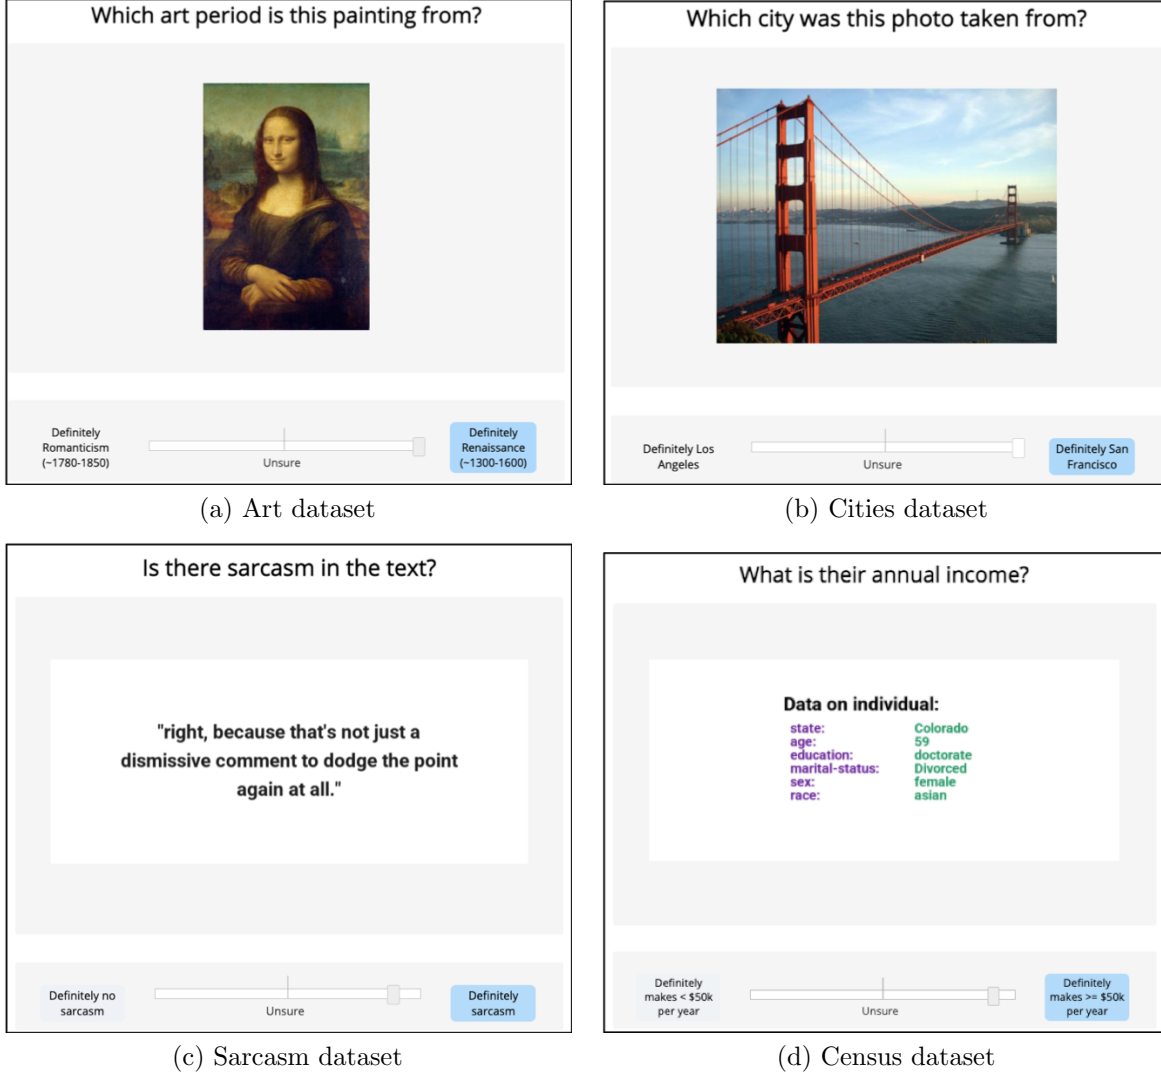 Which art period is this painting from?
Definitely
Romanticism
(~1780-1850)
Unsure
Definitely
Renaissance
(~1300-1600)
(a) Art dataset
Which city was this photo taken from?
Definitely Los
Angeles
Unsure
Definitely San
Francisco
(b) Cities dataset
Is there sarcasm in the text?
"right, because that's not just a
dismissive comment to dodge the point
again at all."
Definitely no
sarcasm
Unsure
Definitely
sarcasm
(c) Sarcasm dataset
What is their annual income?
Data on individual:
state: Colorado
age: 59
education: doctorate
marital-status: Divorced
sex: female
race: asian
Definitely
makes < $50k
per year
Unsure
Definitely
makes >= $50k
per year
(d) Census dataset